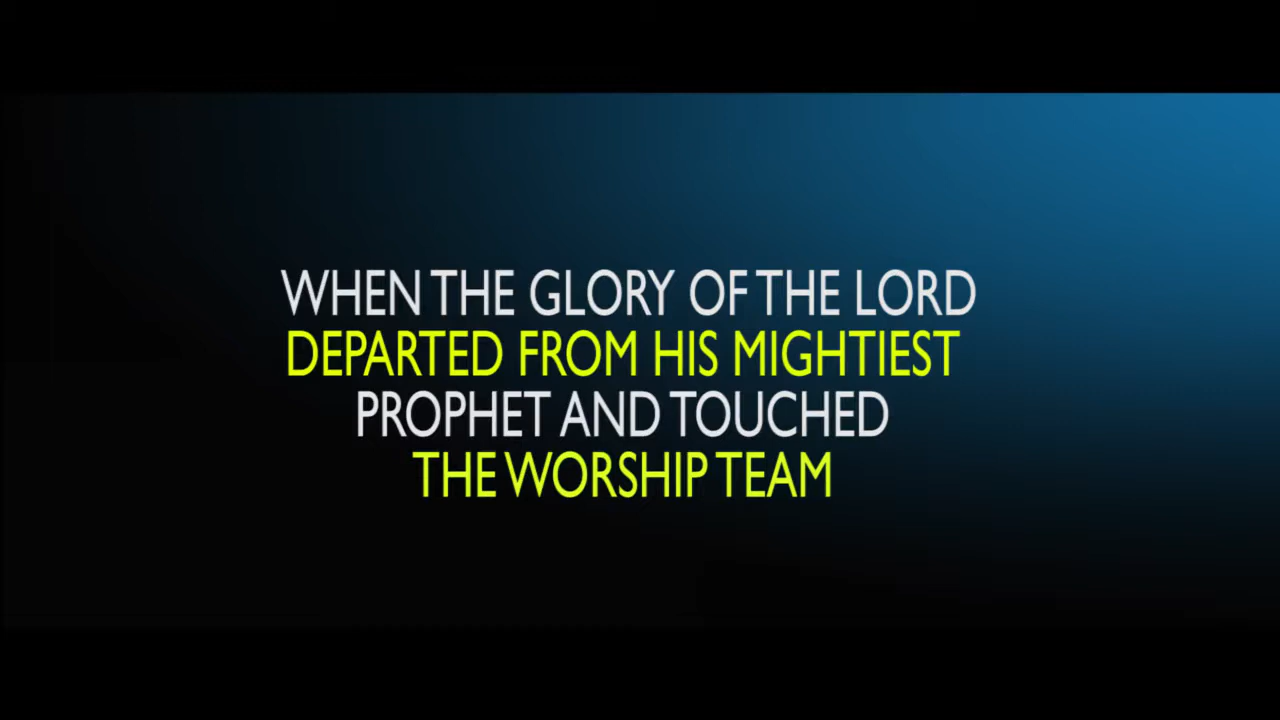 WHEN THE GLORY OF THE LORD
DEPARTED FROM HIS MIGHTIEST
PROPHET AND TOUCHED
THE WORSHIP TEAM